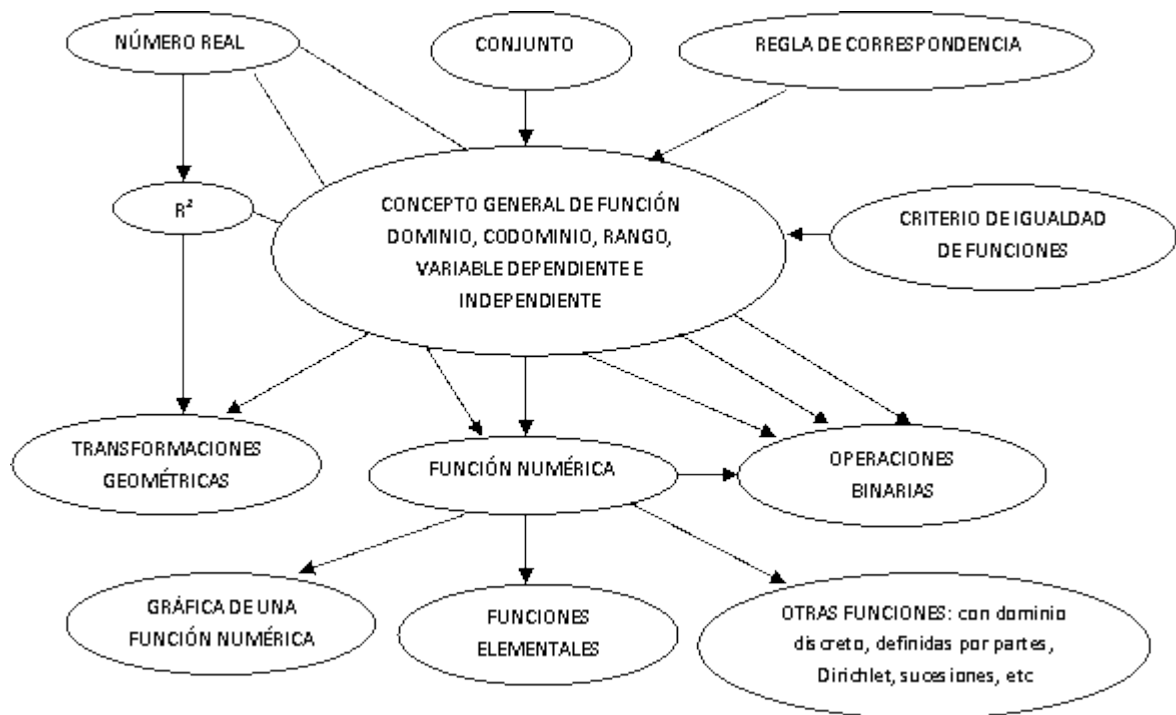 NÚMERO REAL
CONJUNTO
REGLA DE CORRESPONDENCIA
R²
CONCEPTO GENERAL DE FUNCIÓN
DOMINIO, CODOMINIO, RANGO,
VARIABLE DEPENDIENTE E
INDEPENDIENTE
CRITERIO DE IGUALDAD
DE FUNCIONES
TRANSFORMACIONES
GEOMÉTRICAS
FUNCIÓN NUMÉRICA
OPERACIONES
BINARIAS
GRÁFICA DE UNA
FUNCIÓN NUMÉRICA
FUNCIONES
ELEMENTALES
OTRAS FUNCIONES: con dominio
discreto, definidas por partes,
Dirichlet, sucesiones, etc